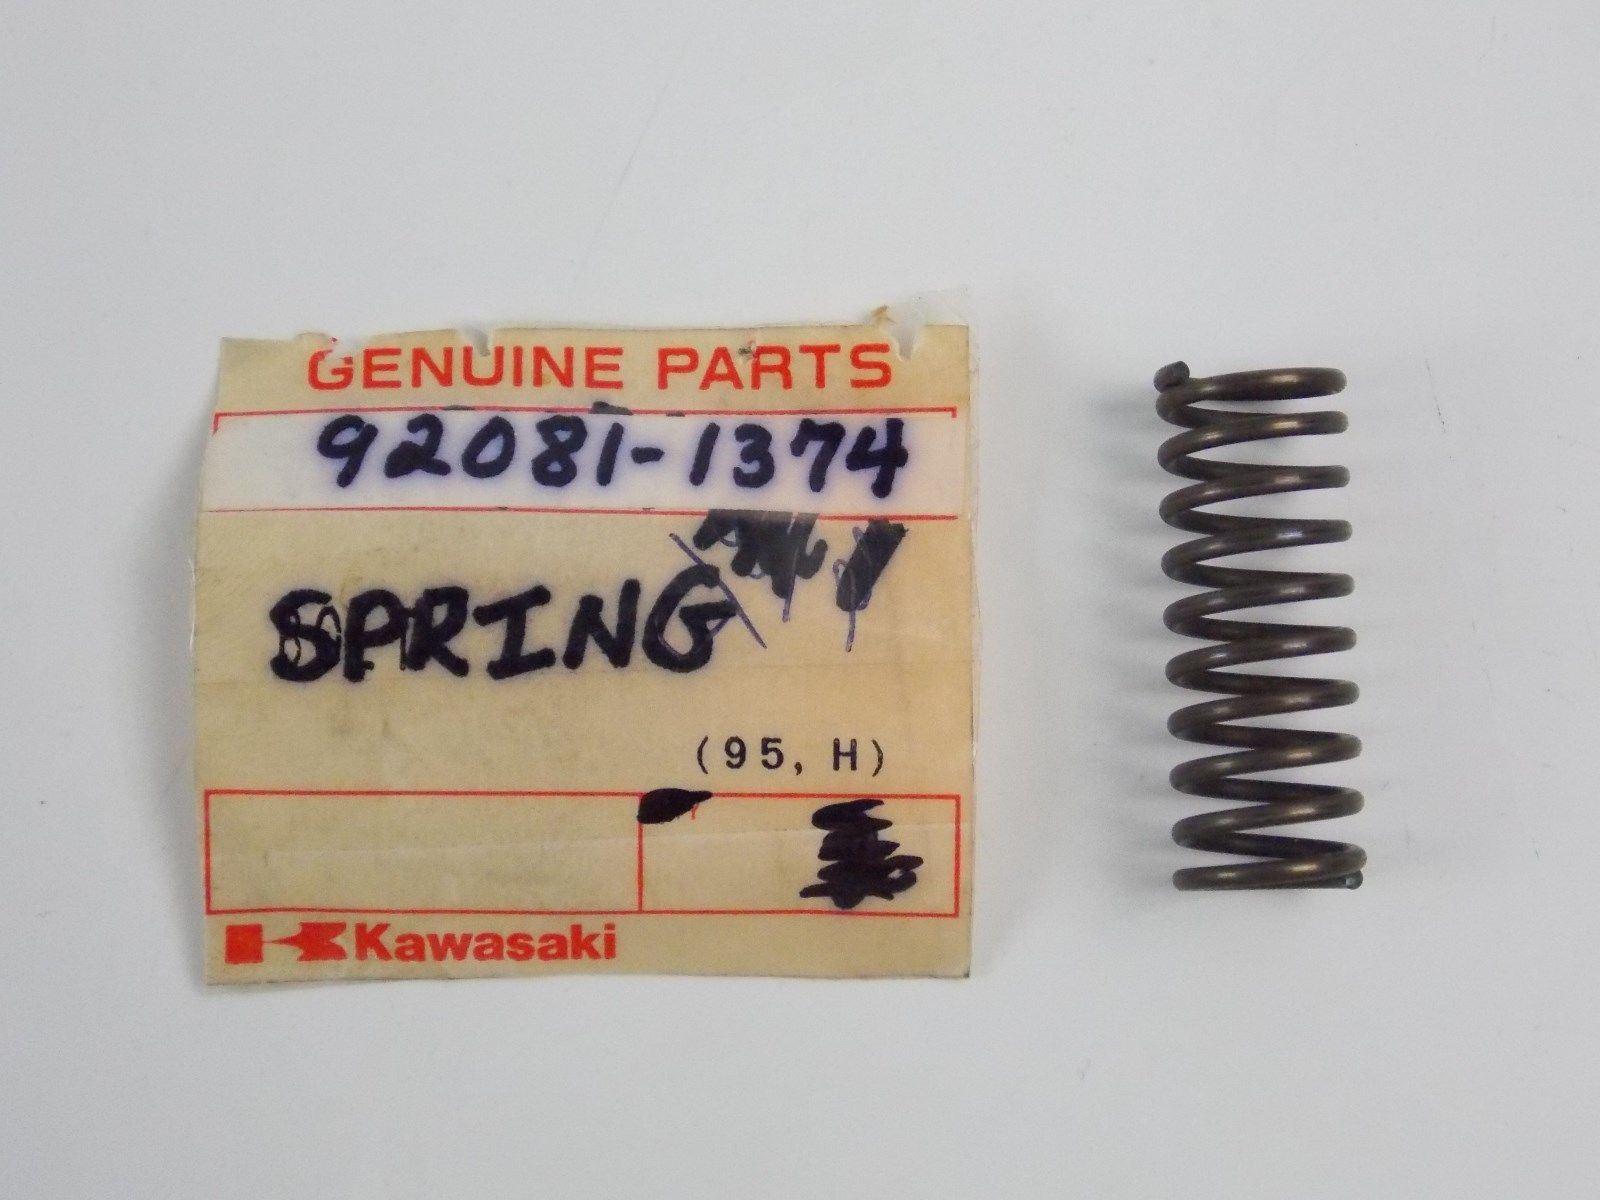 GENUINE PARTS
92081-1374
SPRING
(95, H)
Kawasaki